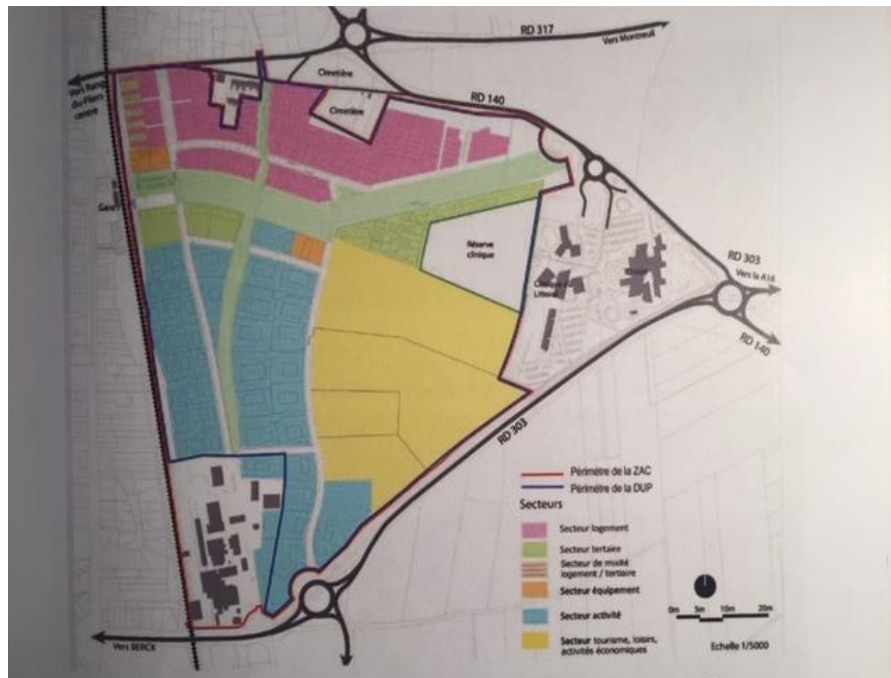 RD 317
Vers Montreuil
Cimetière
Vers Rang
du-Fliers
centre
RD 140
Cimetière
Gare
Réserve
clinique
RD 303
Vers la A16
Littoral
RD 140
RD 303
Périmètre de la ZAC
Périmètre de la DUP
Secteurs
Secteur logement
Secteur tertiaire
Secteur de mixité
logement / tertiaire
Secteur équipement
Secteur activité
Secteur tourisme, loisirs,
activités économiques
0m 5m 10m 20m
Echelle 1/5000
Vers BERCK